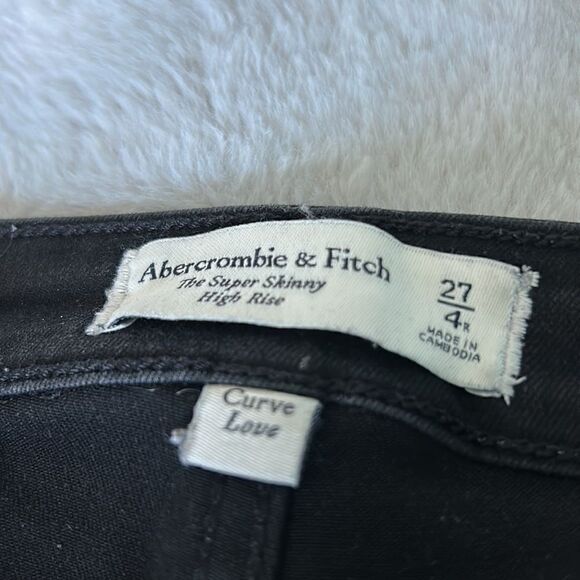 Abercrombie & Fitch
The Super Skinny
High Rise
27
4R
MADE IN
CAMBODIA
Curve
Love